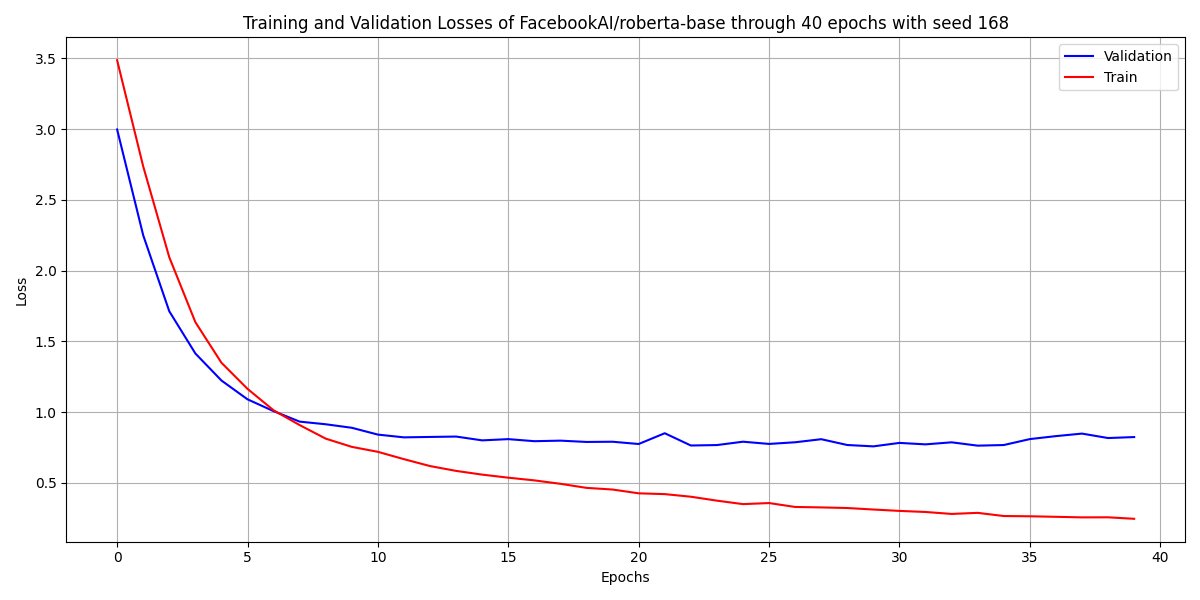 Training and Validation Losses of FacebookAI/roberta-base through 40 epochs with seed 168
Validation
Train
3.5
3.0
2.5
2.0
1.5
1.0
0.5
Loss
0 5 10 15 20 25 30 35 40
Epochs